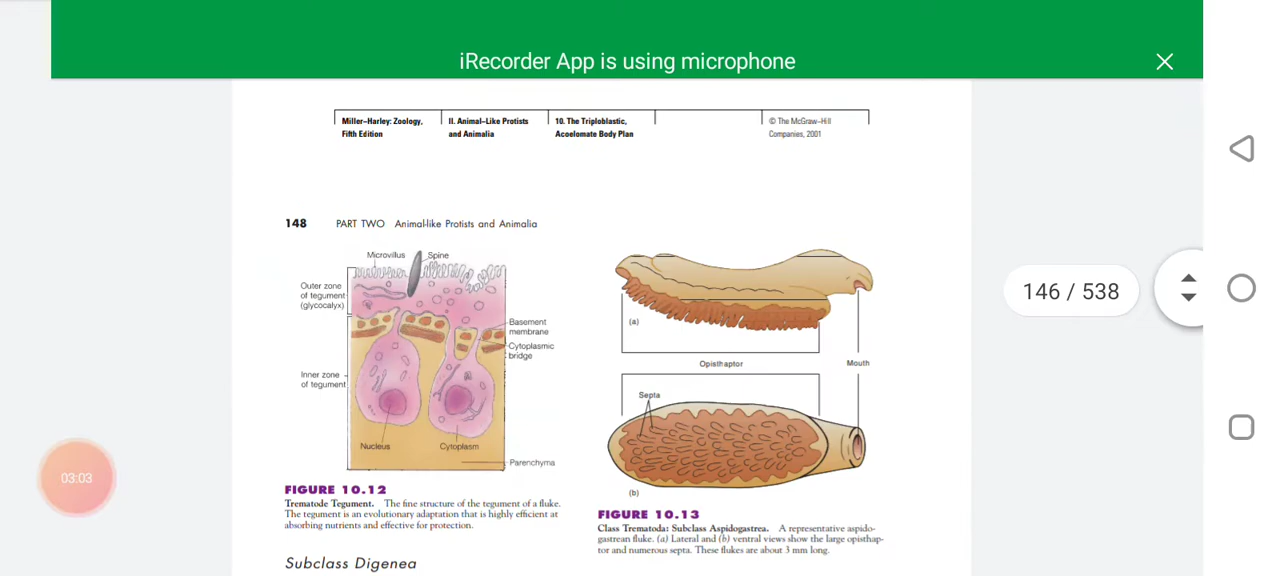 iRecorder App is using microphone
Miller–Harley: Zoology, Fifth Edition
II. Animal–Like Protists and Animalia
10. The Triploblastic, Acoelomate Body Plan
© The McGraw–Hill Companies, 2001
148 PART TWO Animal-like Protists and Animalia
Microvillus
Spine
Outer zone
of tegument
(glycocalyx)
Basement
membrane
Cytoplasmic
bridge
Inner zone
of tegument
Nucleus
Cytoplasm
Parenchyma
FIGURE 10.12
Trematode Tegument. The fine structure of the tegument of a fluke.
The tegument is an evolutionary adaptation that is highly efficient at
absorbing nutrients and effective for protection.
Subclass Digenea
(a)
Opisthaptor
Mouth
Septa
(b)
FIGURE 10.13
Class Trematoda: Subclass Aspidogastrea. A representative aspido-
gastrean fluke. (a) Lateral and (b) ventral views show the large opisthap-
tor and numerous septa. These flukes are about 3 mm long.
146 / 538
03:03